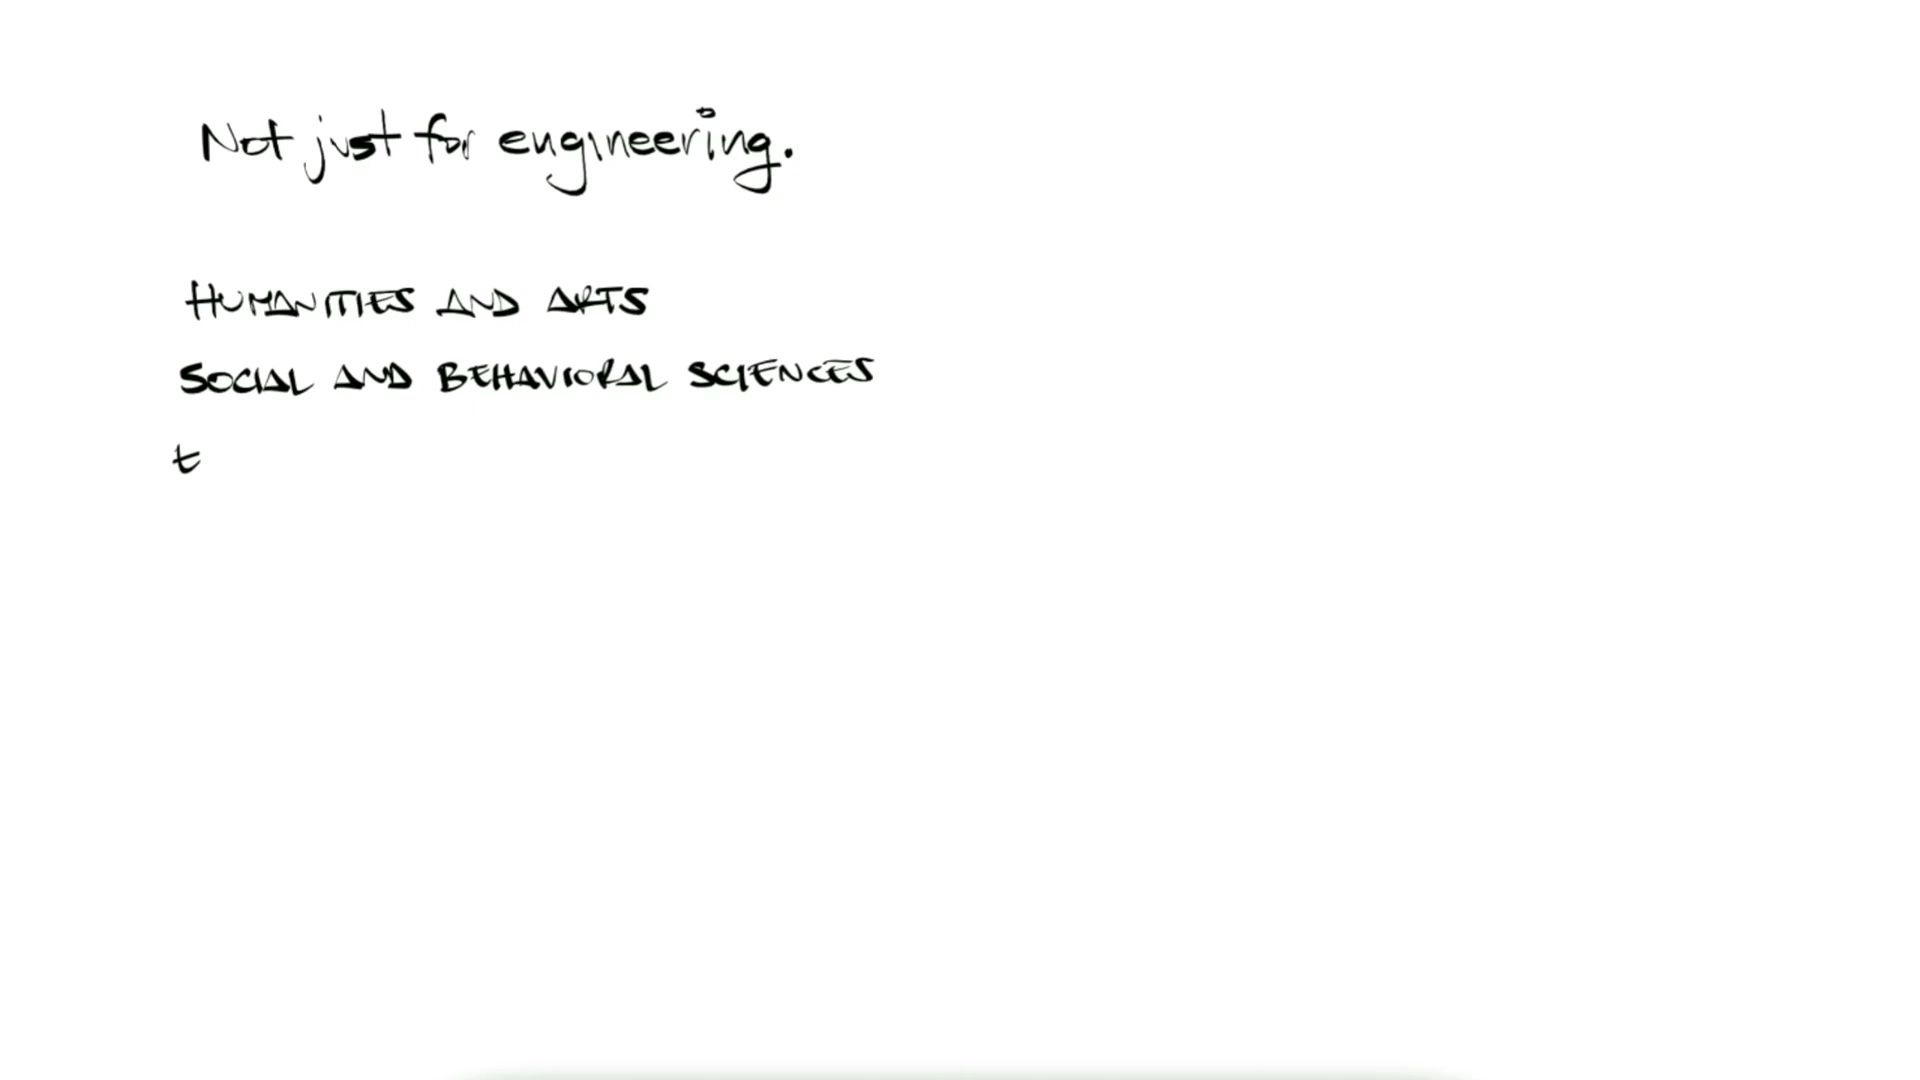 Not just for engineering.
HUMANITIES AND ARTS
SOCIAL AND BEHAVIORAL SCIENCES
t